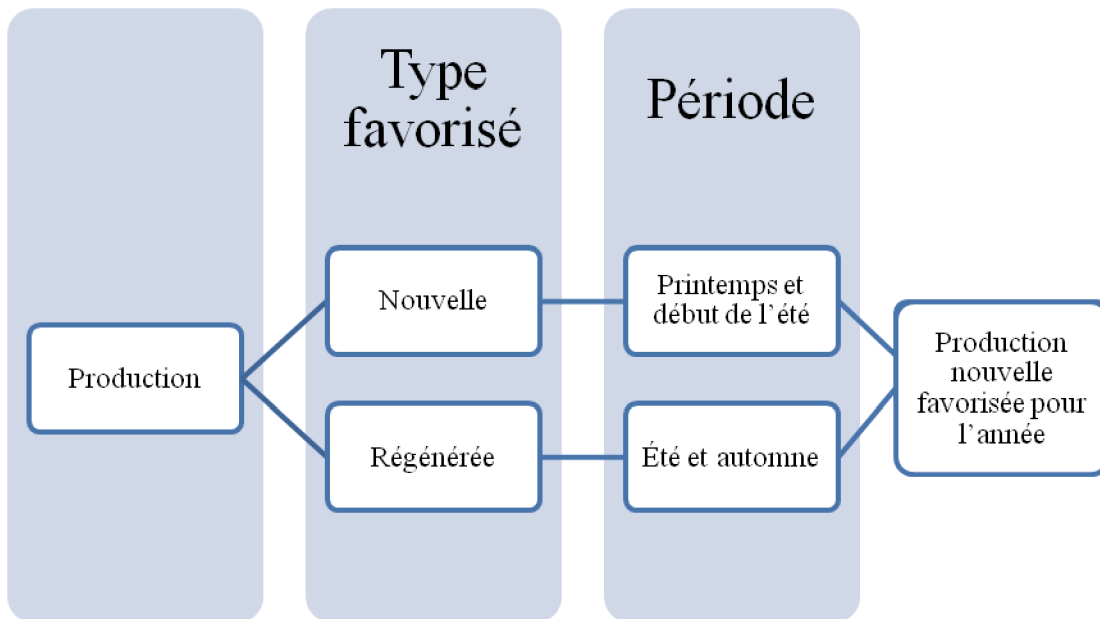 Type
favorisé
Période
Production
Nouvelle
Régénérée
Printemps et
début de l’été
Été et automne
Production
nouvelle
favorisée pour
l’année